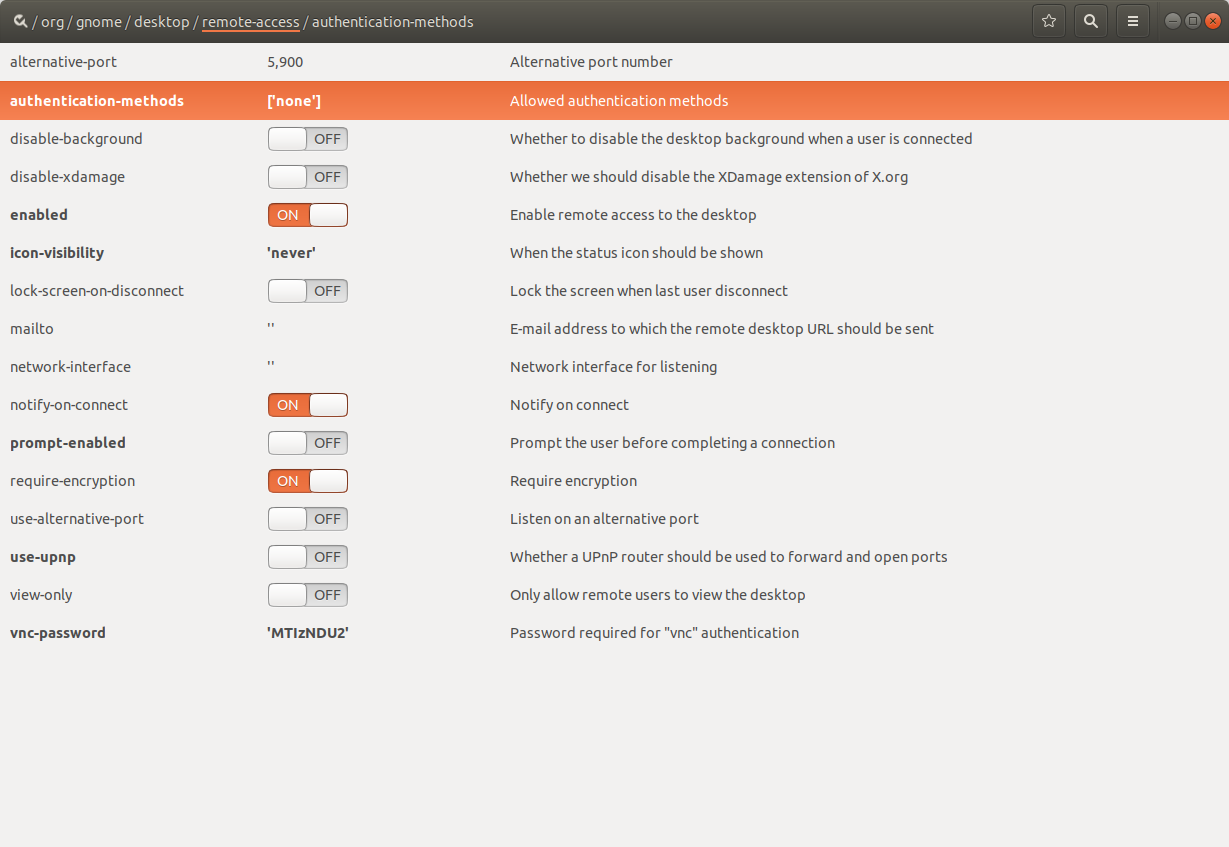 / org / gnome / desktop / remote-access / authentication-methods
alternative-port 5,900 Alternative port number
authentication-methods ['none'] Allowed authentication methods
disable-background OFF Whether to disable the desktop background when a user is connected
disable-xdamage OFF Whether we should disable the XDamage extension of X.org
enabled ON Enable remote access to the desktop
icon-visibility 'never' When the status icon should be shown
lock-screen-on-disconnect OFF Lock the screen when last user disconnect
mailto '' E-mail address to which the remote desktop URL should be sent
network-interface '' Network interface for listening
notify-on-connect ON Notify on connect
prompt-enabled OFF Prompt the user before completing a connection
require-encryption ON Require encryption
use-alternative-port OFF Listen on an alternative port
use-upnp OFF Whether a UPnP router should be used to forward and open ports
view-only OFF Only allow remote users to view the desktop
vnc-password 'MTIzNDU2' Password required for "vnc" authentication